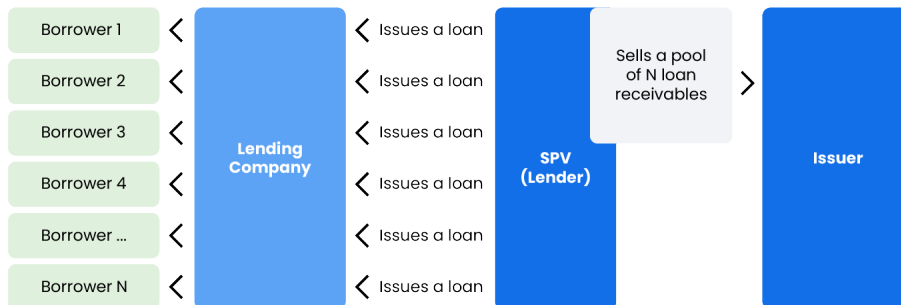 Borrower 1
Issues a loan
Borrower 2
Issues a loan
Borrower 3
Issues a loan
Borrower 4
Issues a loan
Borrower ...
Issues a loan
Borrower N
Issues a loan
Lending
Company
SPV
(Lender)
Sells a pool
of N loan
receivables
Issuer